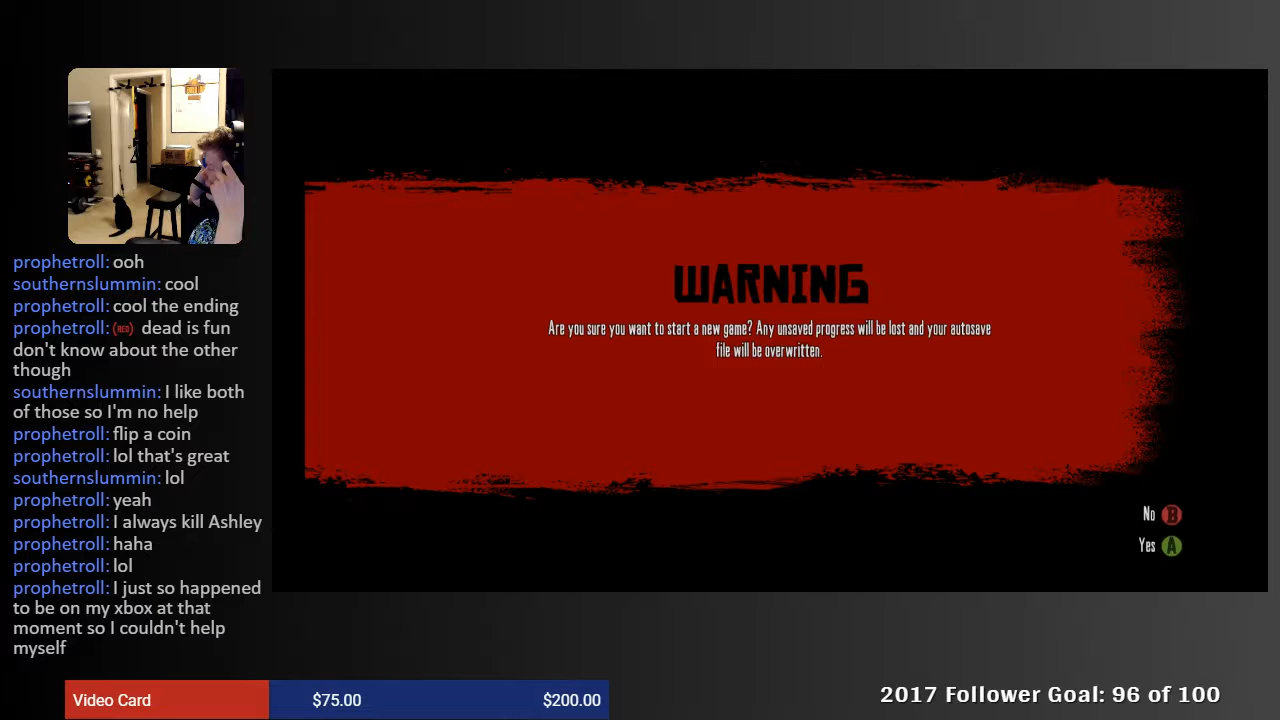 prophetroll: ooh
southernslummin: cool
prophetroll: cool the ending
prophetroll: (RED) dead is fun
don't know about the other
though
southernslummin: I like both
of those so I'm no help
prophetroll: flip a coin
prophetroll: lol that's great
southernslummin: lol
prophetroll: yeah
prophetroll: I always kill Ashley
prophetroll: haha
prophetroll: lol
prophetroll: I just so happened
to be on my xbox at that
moment so I couldn't help
myself
WARNING
Are you sure you want to start a new game? Any unsaved progress will be lost and your autosave
file will be overwritten.
No B
Yes A
Video Card $75.00 $200.00
2017 Follower Goal: 96 of 100